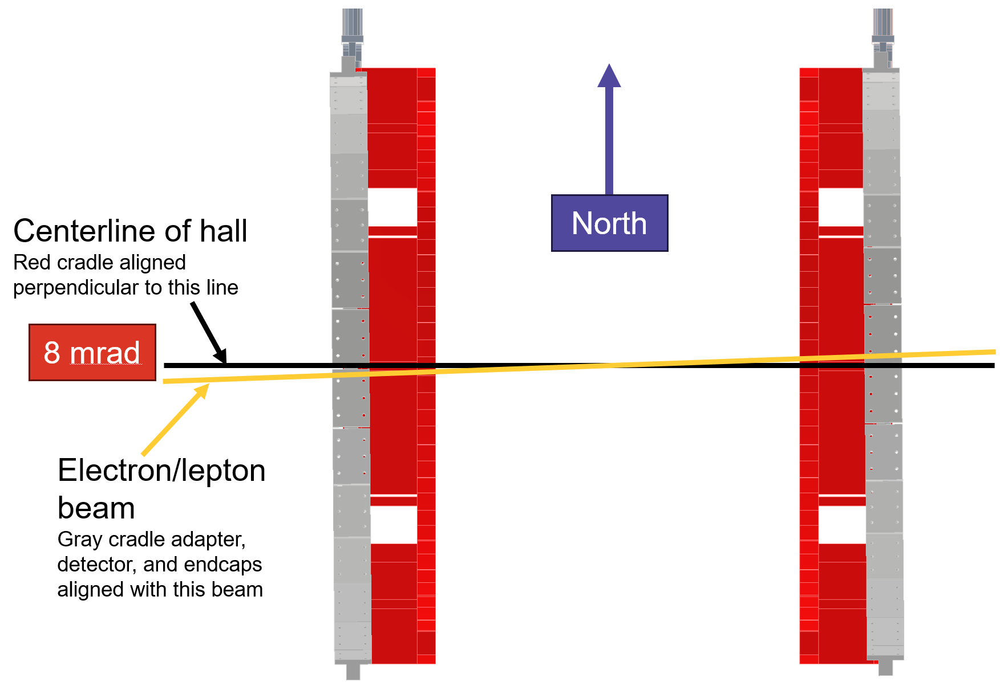 North
Centerline of hall
Red cradle aligned
perpendicular to this line
8 mrad
Electron/lepton
beam
Gray cradle adapter,
detector, and endcaps
aligned with this beam